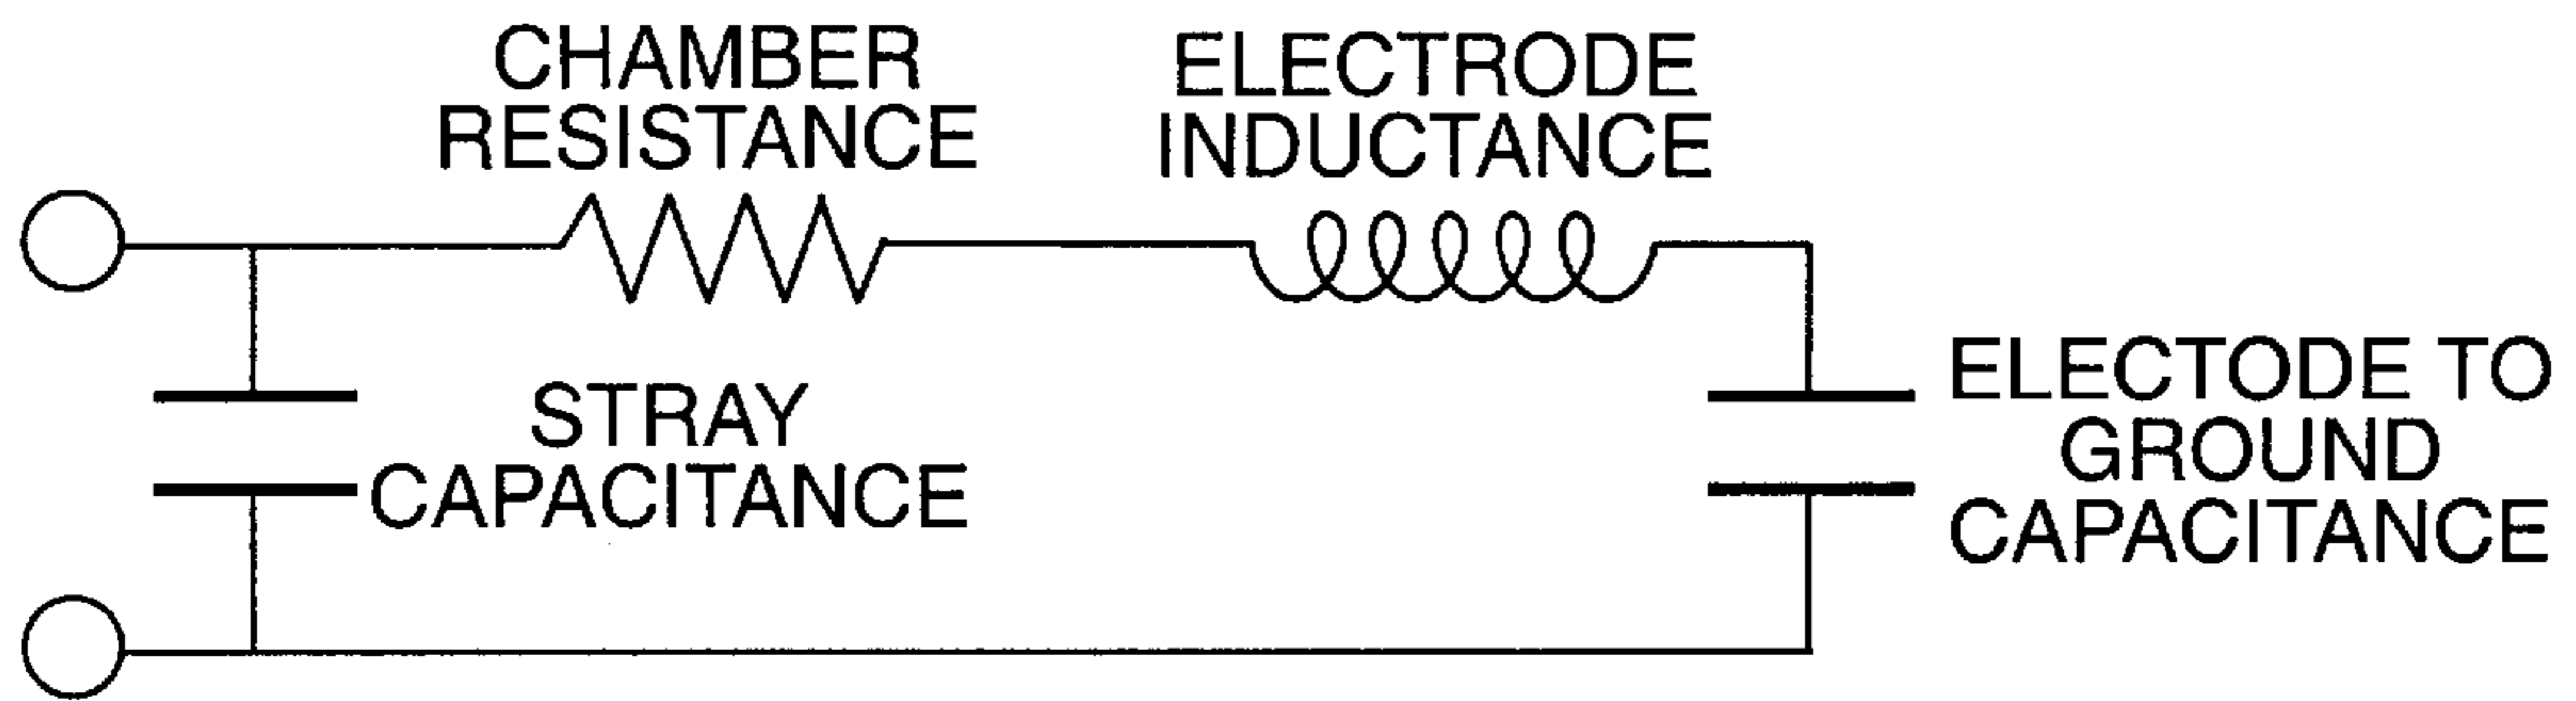 CHAMBER
RESISTANCE
ELECTRODE
INDUCTANCE
STRAY
CAPACITANCE
ELECTODE TO
GROUND
CAPACITANCE